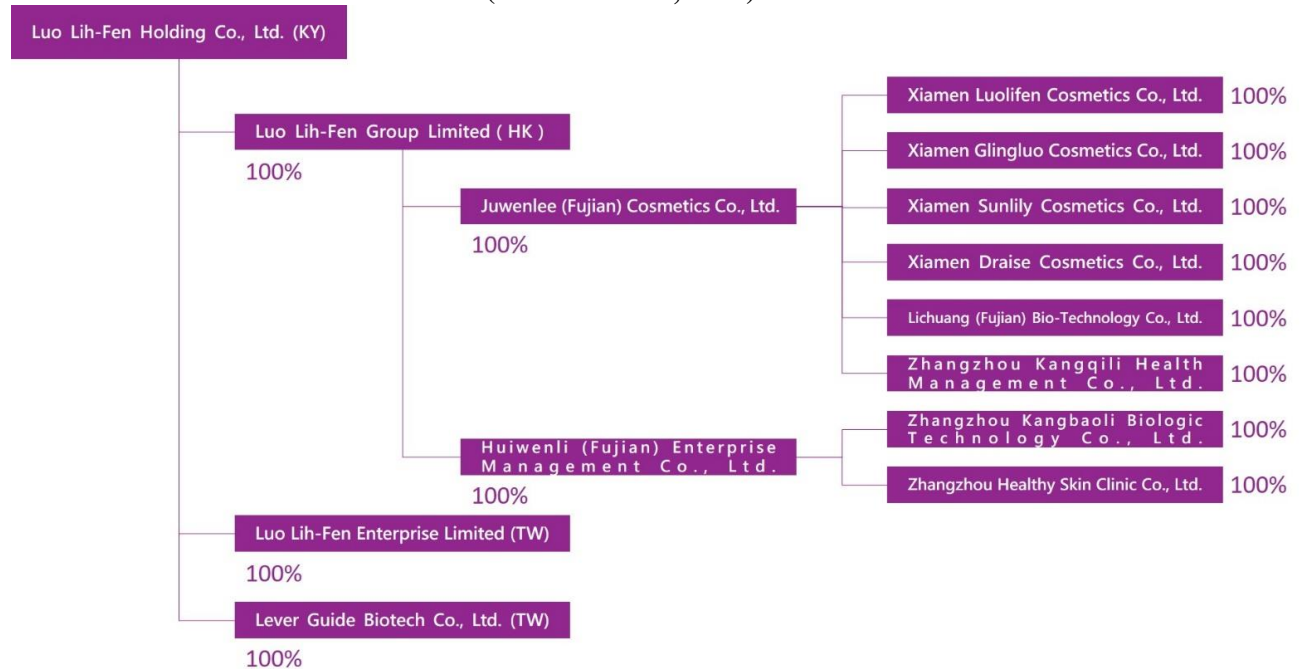 Luo Lih-Fen Holding Co., Ltd. (KY)
Luo Lih-Fen Group Limited ( HK )
100%
Juwenlee (Fujian) Cosmetics Co., Ltd.
100%
Xiamen Luolifen Cosmetics Co., Ltd. 100%
Xiamen Glingluo Cosmetics Co., Ltd. 100%
Xiamen Sunlily Cosmetics Co., Ltd. 100%
Xiamen Draise Cosmetics Co., Ltd. 100%
Lichuang (Fujian) Bio-Technology Co., Ltd. 100%
Zhangzhou Kangqili Health
Management Co., Ltd. 100%
Huiwenli (Fujian) Enterprise
Management Co., Ltd.
100%
Zhangzhou Kangbaoli Biologic
Technology Co., Ltd. 100%
Zhangzhou Healthy Skin Clinic Co., Ltd. 100%
Luo Lih-Fen Enterprise Limited (TW)
100%
Lever Guide Biotech Co., Ltd. (TW)
100%